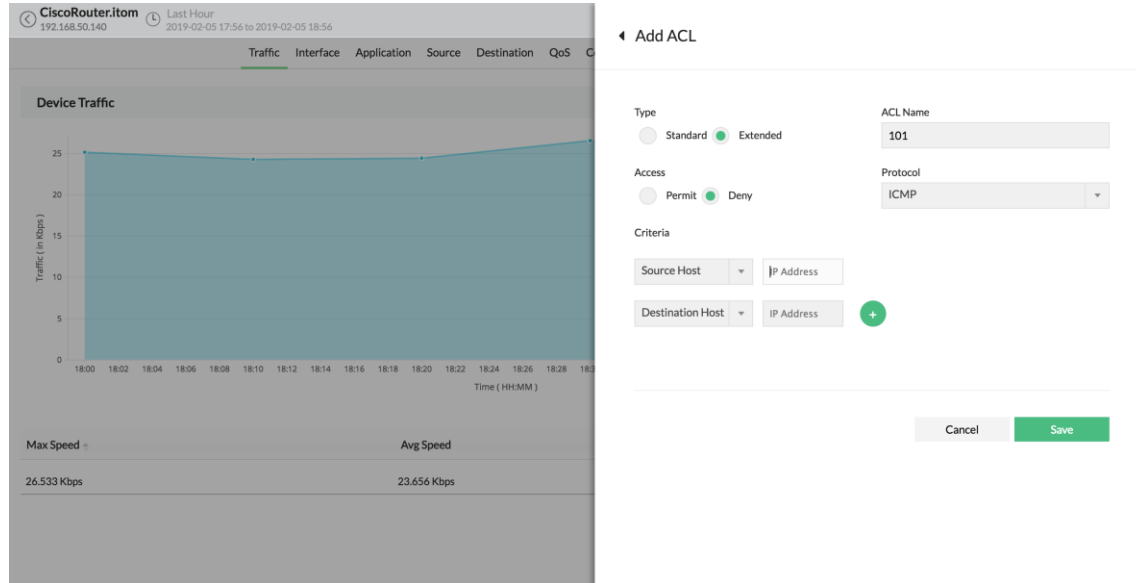 CiscoRouter.itom
192.168.50.140
Last Hour
2019-02-05 17:56 to 2019-02-05 18:56
Traffic Interface Application Source Destination QoS
Device Traffic
25
20
15
10
5
0
Traffic ( in Kbps )
18:00 18:02 18:04 18:06 18:08 18:10 18:12 18:14 18:16 18:18 18:20 18:22 18:24 18:26 18:28
Time ( HH:MM )
Max Speed Avg Speed
26.533 Kbps 23.656 Kbps
Add ACL
Type
Standard Extended
ACL Name
101
Access
Permit Deny
Protocol
ICMP
Criteria
Source Host IP Address
Destination Host IP Address
+
Cancel Save